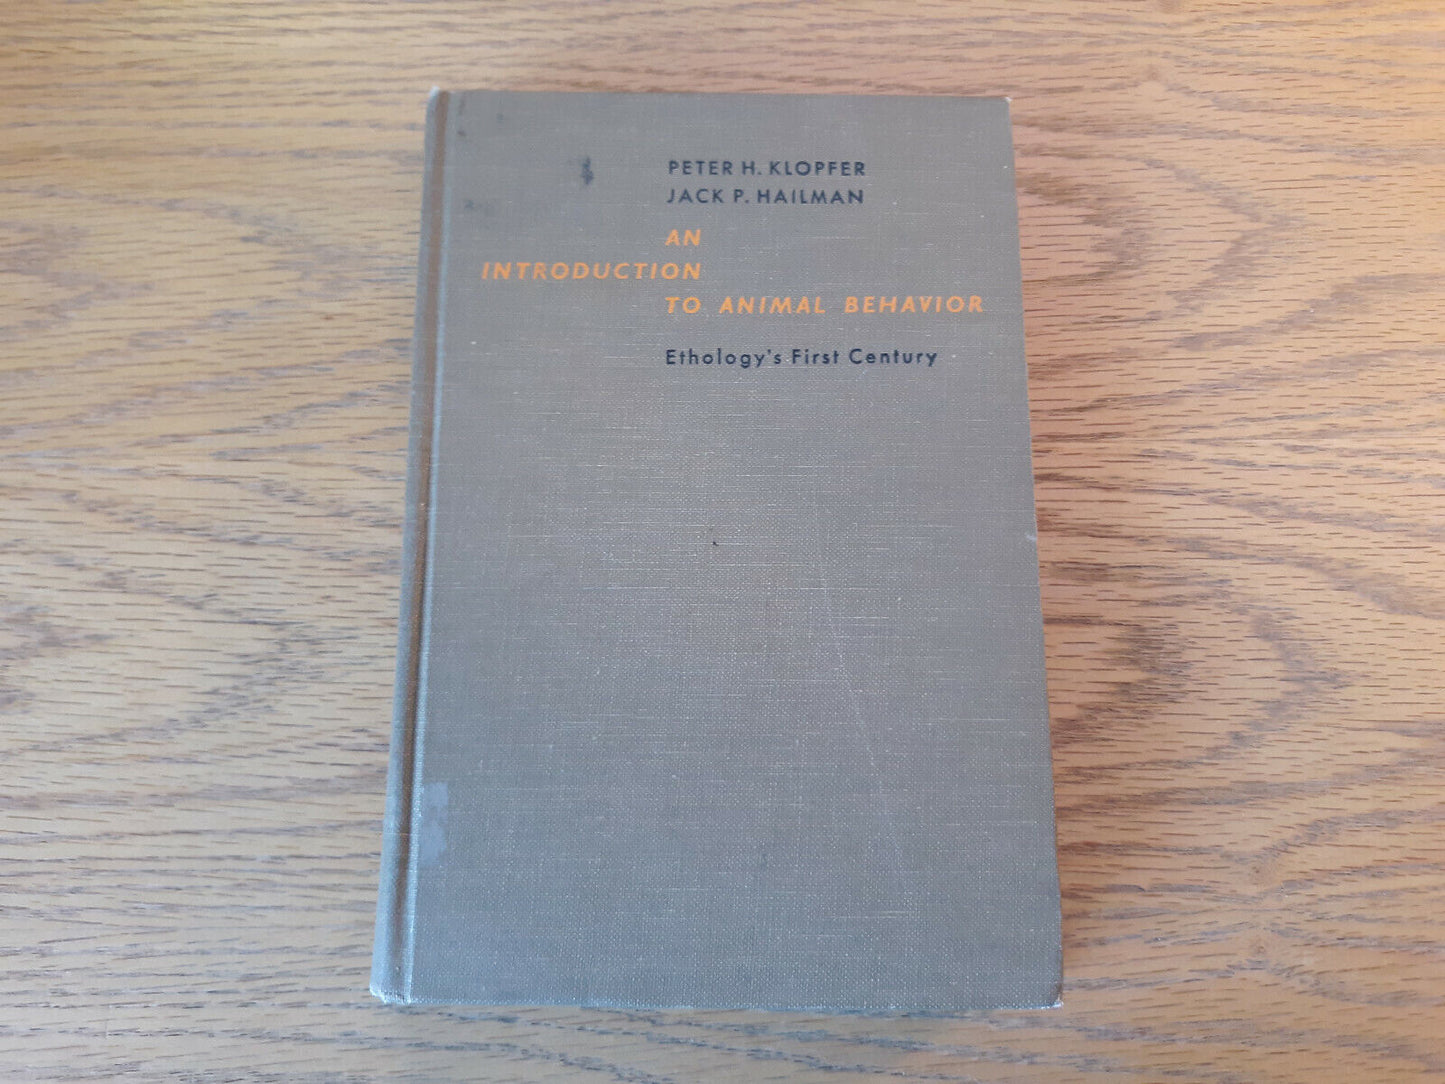 PETER H. KLOPFER
JACK P. HAILMAN
AN
INTRODUCTION
TO ANIMAL BEHAVIOR
Ethology's First Century